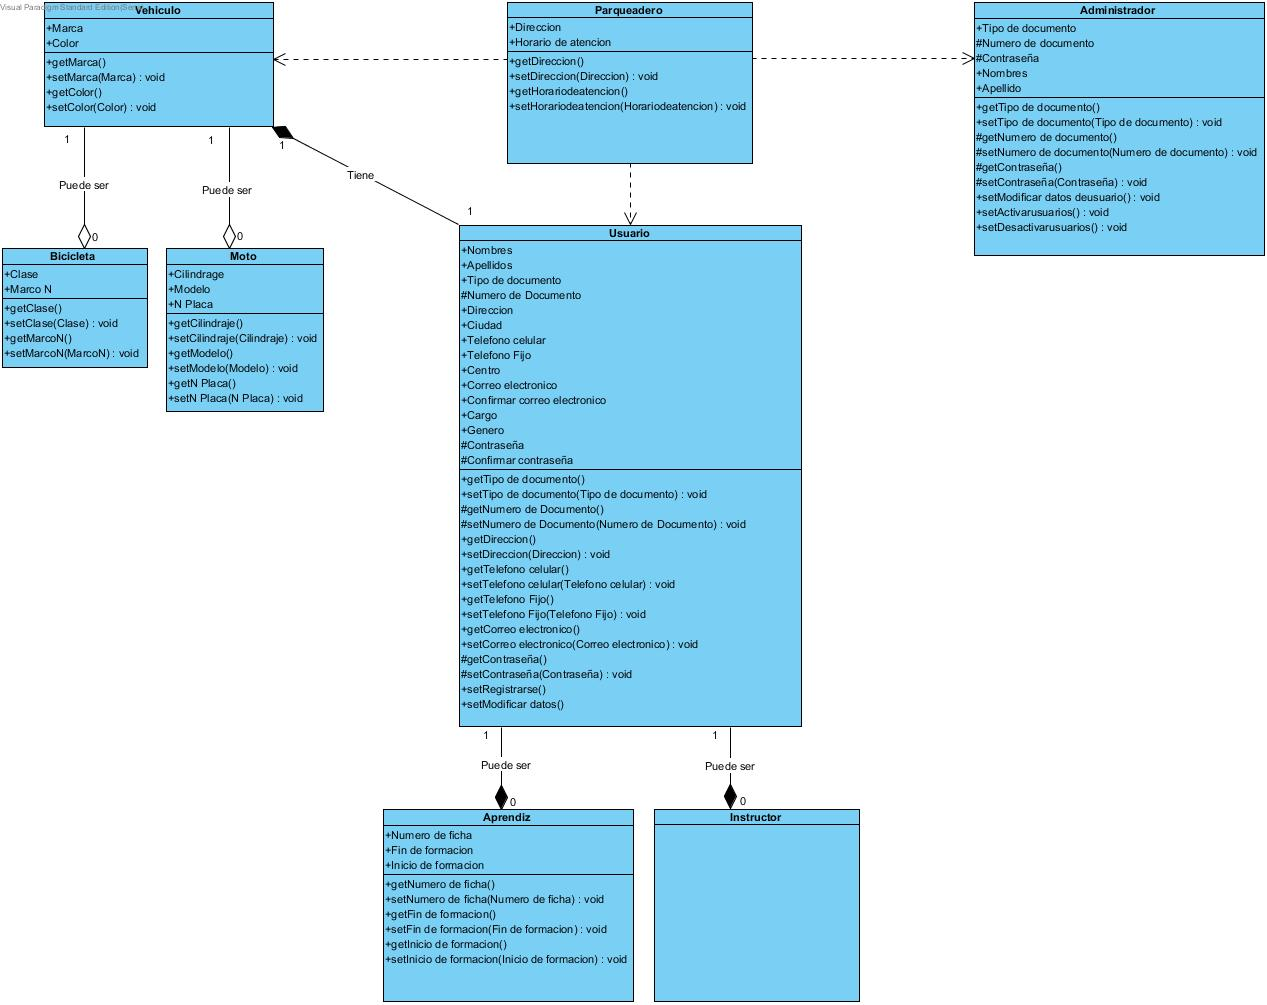 Visual Paradigm Standard Edition(Sena)
Vehiculo
+Marca
+Color
+getMarca()
+setMarca(Marca) : void
+getColor()
+setColor(Color) : void
Parqueadero
+Direccion
+Horario de atencion
+getDireccion()
+setDireccion(Direccion) : void
+getHorariodeatencion()
+setHorariodeatencion(Horariodeatencion) : void
Administrador
+Tipo de documento
#Numero de documento
#Contraseña
+Nombres
+Apellido
+getTipo de documento()
+setTipo de documento(Tipo de documento) : void
#getNumero de documento()
#setNumero de documento(Numero de documento) : void
#getContraseña()
#setContraseña(Contraseña) : void
+setModificar datos deusuario() : void
+setActivarusuarios() : void
+setDesactivarusuarios() : void
1
1
1
Puede ser
Puede ser
Tiene
1
0
0
Bicicleta
+Clase
+Marco N
+getClase()
+setClase(Clase) : void
+getMarcoN()
+setMarcoN(MarcoN) : void
Moto
+Cilindrage
+Modelo
+N Placa
+getCilindraje()
+setCilindraje(Cilindraje) : void
+getModelo()
+setModelo(Modelo) : void
+getN Placa()
+setN Placa(N Placa) : void
Usuario
+Nombres
+Apellidos
+Tipo de documento
#Numero de Documento
+Direccion
+Ciudad
+Telefono celular
+Telefono Fijo
+Centro
+Correo electronico
+Confirmar correo electronico
+Cargo
+Genero
#Contraseña
#Confirmar contraseña
+getTipo de documento()
+setTipo de documento(Tipo de documento) : void
#getNumero de Documento()
#setNumero de Documento(Numero de Documento) : void
+getDireccion()
+setDireccion(Direccion) : void
+getTelefono celular()
+setTelefono celular(Telefono celular) : void
+getTelefono Fijo()
+setTelefono Fijo(Telefono Fijo) : void
+getCorreo electronico()
+setCorreo electronico(Correo electronico) : void
#getContraseña()
#setContraseña(Contraseña) : void
+setRegistrarse()
+setModificar datos()
1
1
Puede ser
Puede ser
0
0
Aprendiz
+Numero de ficha
+Fin de formacion
+Inicio de formacion
+getNumero de ficha()
+setNumero de ficha(Numero de ficha) : void
+getFin de formacion()
+setFin de formacion(Fin de formacion) : void
+getInicio de formacion()
+setInicio de formacion(Inicio de formacion) : void
Instructor